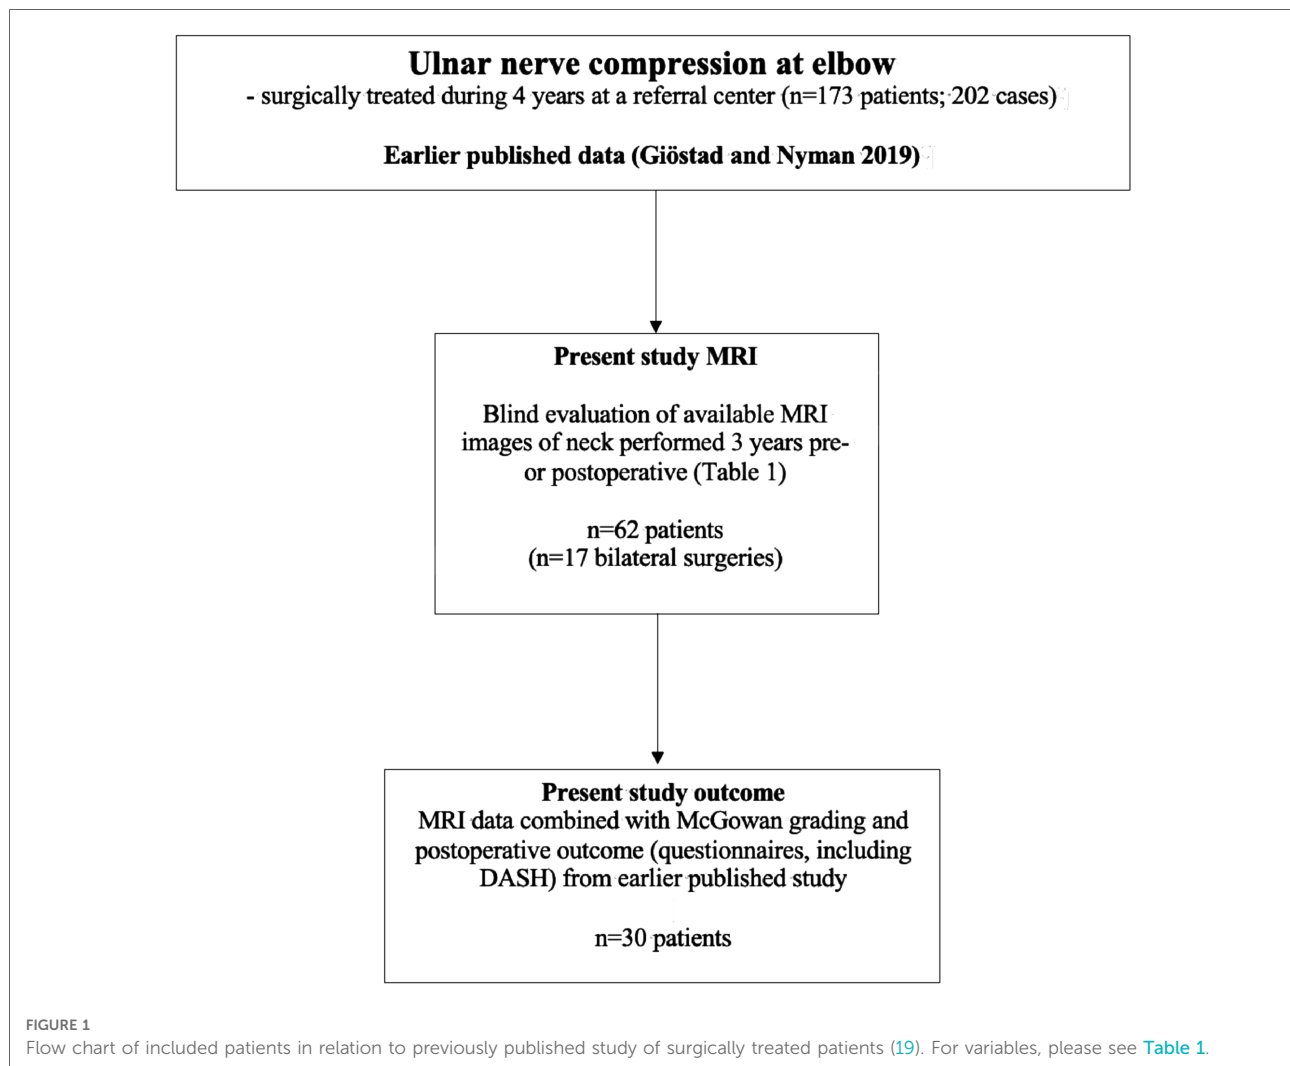 Ulnar nerve compression at elbow
- surgically treated during 4 years at a referral center (n=173 patients; 202 cases)
Earlier published data (Giöstad and Nyman 2019)
Present study MRI
Blind evaluation of available MRI
images of neck performed 3 years pre-
or postoperative (Table 1)
n=62 patients
(n=17 bilateral surgeries)
Present study outcome
MRI data combined with McGowan grading and
postoperative outcome (questionnaires, including
DASH) from earlier published study
n=30 patients
FIGURE 1
Flow chart of included patients in relation to previously published study of surgically treated patients (19). For variables, please see Table 1.